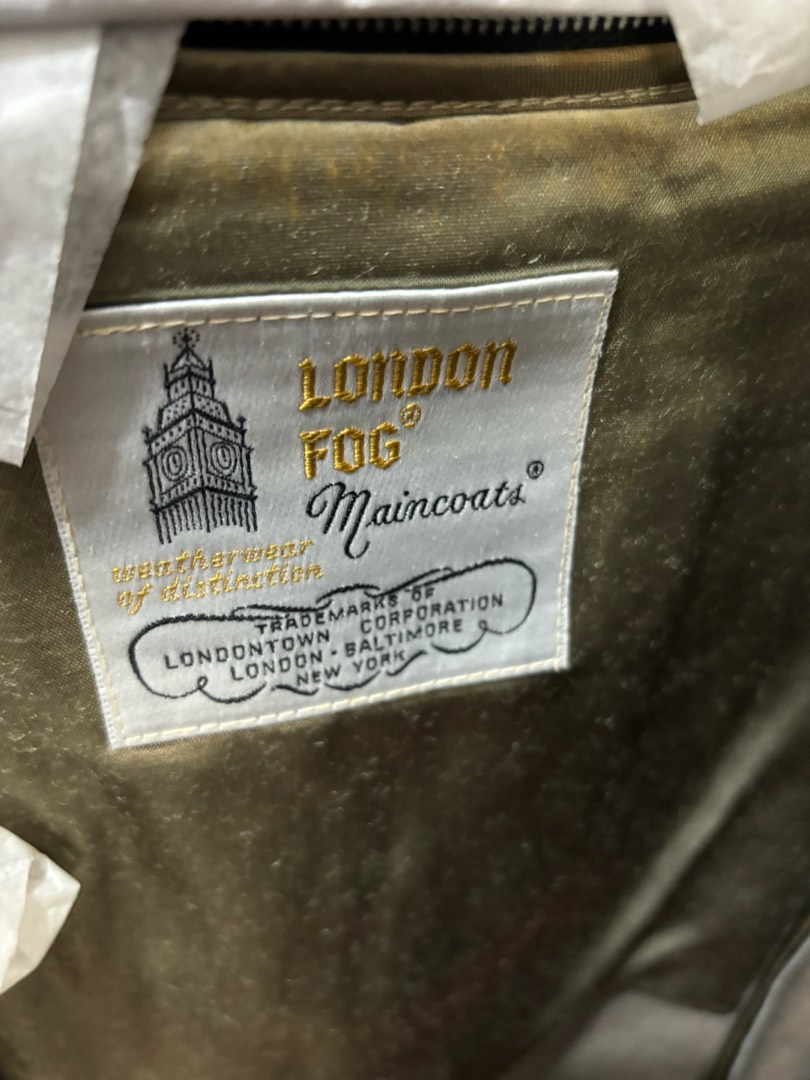 LONDON
FOG®
Maincoats®
weatherwear
of distinction
TRADEMARKS OF
LONDONTOWN CORPORATION
LONDON - BALTIMORE
NEW YORK